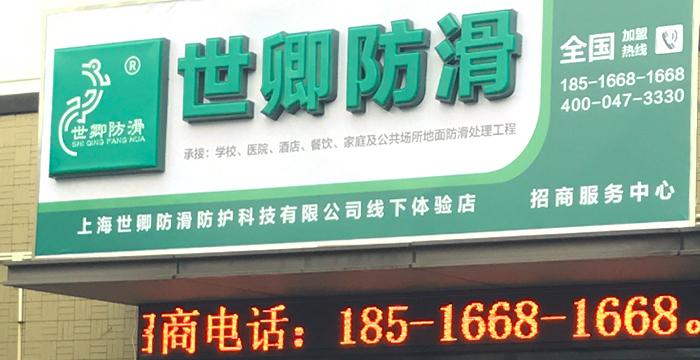 世卿防滑
SHI QING FANG HUA
®
世卿防滑
承接：学校、医院、酒店、餐饮、家庭及公共场所地面防滑处理工程
全国
加盟
热线
185-1668-1668
400-047-3330
上海世卿防滑防护科技有限公司线下体验店
招商服务中心
招商电话：185-1668-1668。